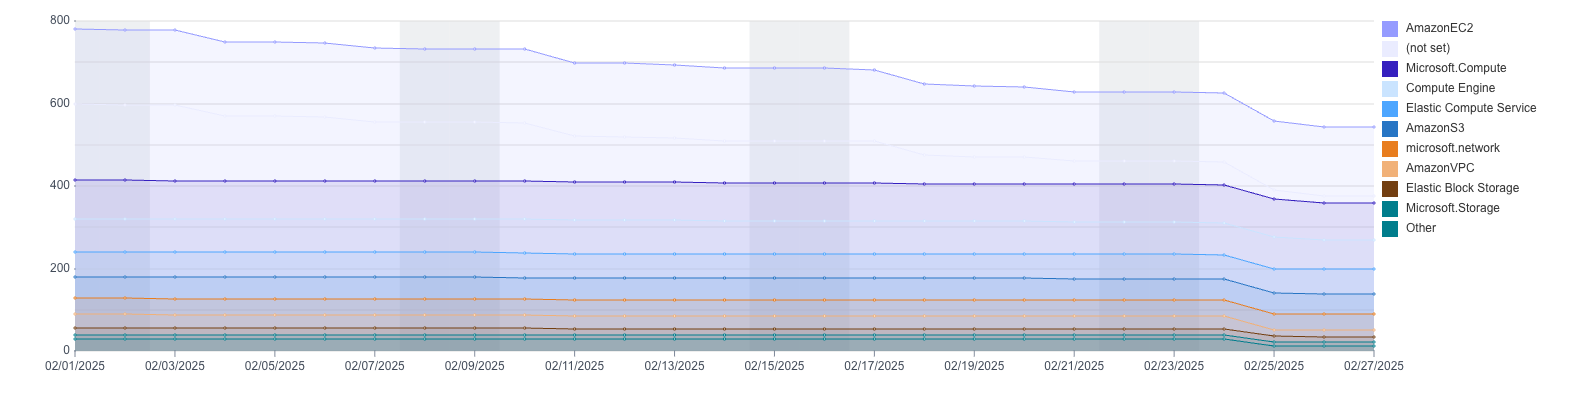 800
600
400
200
0
02/01/2025 02/03/2025 02/05/2025 02/07/2025 02/09/2025 02/11/2025 02/13/2025 02/15/2025 02/17/2025 02/19/2025 02/21/2025 02/23/2025 02/25/2025 02/27/2025
AmazonEC2
(not set)
Microsoft.Compute
Compute Engine
Elastic Compute Service
AmazonS3
microsoft.network
AmazonVPC
Elastic Block Storage
Microsoft.Storage
Other